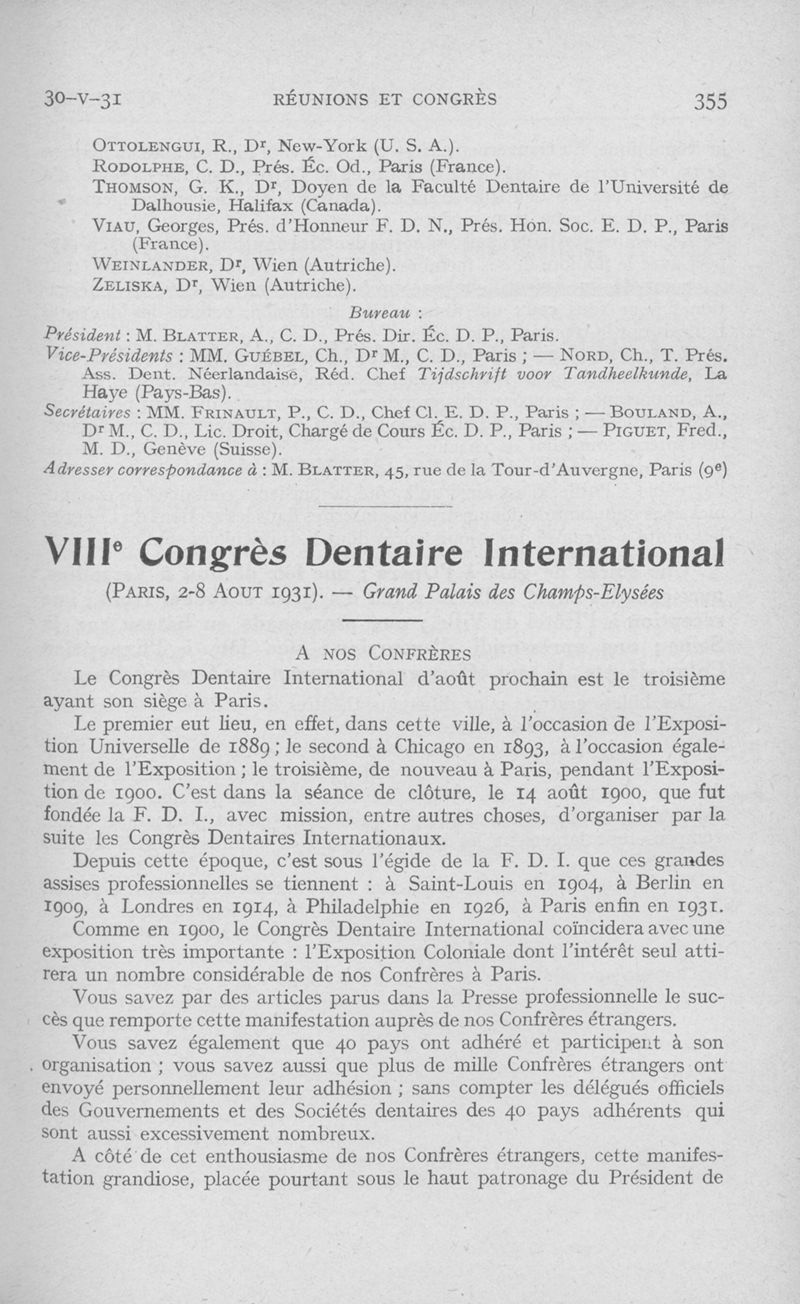 30-V-31 RÉUNIONS ET CONGRÈS 355
OTTOLENGUI, R., Dr, New-York (U. S. A.).
RODOLPHE, C. D., Prés. Éc. Od., Paris (France).
THOMSON, G. K., Dr, Doyen de la Faculté Dentaire de l'Université de
Dalhousie, Halifax (Canada).
VIAU, Georges, Prés. d'Honneur F. D. N., Prés. Hon. Soc. E. D. P., Paris
(France).
WEINLANDER, Dr, Wien (Autriche).
ZELISKA, Dr, Wien (Autriche).
Bureau :
Président : M. BLATTER, A., C. D., Prés. Dir. Éc. D. P., Paris.
Vice-Présidents : MM. GUÉBEL, Ch., Dr M., C. D., Paris ; — NORD, Ch., T. Prés.
Ass. Dent. Néerlandaise, Réd. Chef Tijdschrift voor Tandheelkunde, La
Haye (Pays-Bas).
Secrétaires : MM. FRINAULT, P., C. D., Chef Cl. E. D. P., Paris ; — BOULAND, A.,
Dr M., C. D., Lic. Droit, Chargé de Cours Éc. D. P., Paris ; — PIGUET, Fred.,
M. D., Genève (Suisse).
Adresser correspondance à : M. BLATTER, 45, rue de la Tour-d'Auvergne, Paris (9e)
VIIIe Congrès Dentaire International
(PARIS, 2-8 AOUT 1931). — Grand Palais des Champs-Elysées
A NOS CONFRÈRES
Le Congrès Dentaire International d'août prochain est le troisième
ayant son siège à Paris.
Le premier eut lieu, en effet, dans cette ville, à l'occasion de l'Exposi-
tion Universelle de 1889 ; le second à Chicago en 1893, à l'occasion égale-
ment de l'Exposition ; le troisième, de nouveau à Paris, pendant l'Exposi-
tion de 1900. C'est dans la séance de clôture, le 14 août 1900, que fut
fondée la F. D. I., avec mission, entre autres choses, d'organiser par la
suite les Congrès Dentaires Internationaux.
Depuis cette époque, c'est sous l'égide de la F. D. I. que ces grandes
assises professionnelles se tiennent : à Saint-Louis en 1904, à Berlin en
1909, à Londres en 1914, à Philadelphie en 1926, à Paris enfin en 1931.
Comme en 1900, le Congrès Dentaire International coïncidera avec une
exposition très importante : l'Exposition Coloniale dont l'intérêt seul atti-
rera un nombre considérable de nos Confrères à Paris.
Vous savez par des articles parus dans la Presse professionnelle le suc-
cès que remporte cette manifestation auprès de nos Confrères étrangers.
Vous savez également que 40 pays ont adhéré et participent à son
organisation ; vous savez aussi que plus de mille Confrères étrangers ont
envoyé personnellement leur adhésion ; sans compter les délégués officiels
des Gouvernements et des Sociétés dentaires des 40 pays adhérents qui
sont aussi excessivement nombreux.
A côté de cet enthousiasme de nos Confrères étrangers, cette manifes-
tation grandiose, placée pourtant sous le haut patronage du Président de